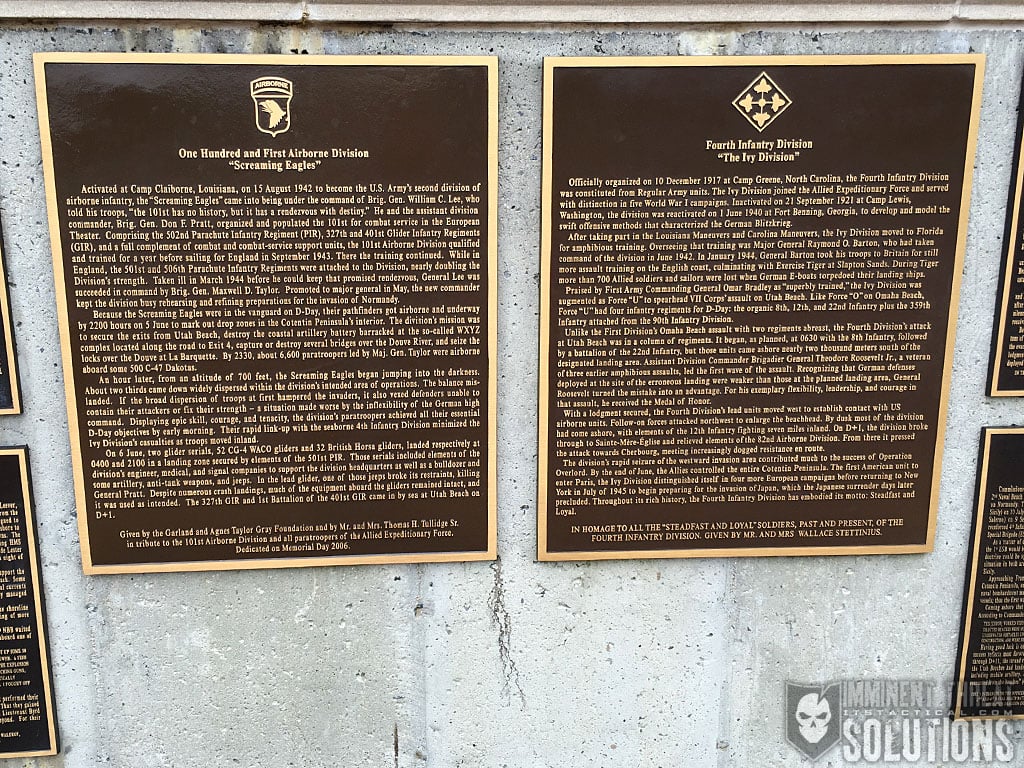 AIRBORNE
One Hundred and First Airborne Division
"Screaming Eagles"
Activated at Camp Claiborne, Louisiana, on 15 August 1942 to become the U.S. Army's second division of
airborne infantry, the "Screaming Eagles" came into being under the command of Brig. Gen. William C. Lee, who
told his troops, "the 101st has no history, but it has a rendezvous with destiny." He and the assistant division
commander, Brig. Gen. Don F. Pratt, organized and populated the 101st for combat service in the European
Theater. Comprising the 502nd Parachute Infantry Regiment (PIR), 327th and 401st Glider Infantry Regiments
(GIR), and a full complement of combat and combat-service support units, the 101st Airborne Division qualified
and trained for a year before sailing for England in September 1943. There the training continued. While in
England, the 501st and 506th Parachute Infantry Regiments were attached to the Division, nearly doubling the
Division's strength. Taken ill in March 1944 before he could keep that promised rendezvous, General Lee was
succeeded in command by Brig. Gen. Maxwell D. Taylor. Promoted to major general in May, the new commander
kept the division busy rehearsing and refining preparations for the invasion of Normandy.
Because the Screaming Eagles were in the vanguard on D-Day, their pathfinders got airborne and underway
by 2200 hours on 5 June to mark out drop zones in the Cotentin Peninsula's interior. The division's mission was
to secure the exits from Utah Beach, destroy the coastal artillery battery barracked at the so-called WXYZ
complex located along the road to Exit 4, capture or destroy several bridges over the Douve River, and seize the
locks over the Douve at La Barquette. By 2330, about 6,600 paratroopers led by Maj. Gen. Taylor were airborne
aboard some 500 C-47 Dakotas.
An hour later, from an altitude of 700 feet, the Screaming Eagles began jumping into the darkness.
About two thirds came down widely dispersed within the division's intended area of operations. The balance mis-
landed. If the broad dispersion of troops at first hampered the invaders, it also vexed defenders unable to
contain their attackers or fix their strength – a situation made worse by the inflexibility of the German high
command. Displaying epic skill, courage, and tenacity, the division's paratroopers achieved all their essential
D-Day objectives by early morning. Their rapid link-up with the seaborne 4th Infantry Division minimized the
Ivy Division's casualties as troops moved inland.
On 6 June, two glider serials, 52 CG-4 WACO gliders and 32 British Horsa gliders, landed respectively at
0400 and 2100 in a landing zone secured by elements of the 501st PIR. Those serials included elements of the
division's engineer, medical, and signal companies to support the division headquarters as well as a bulldozer and
some artillery, anti-tank weapons, and jeeps. In the lead glider, one of those jeeps broke its restraints, killing
General Pratt. Despite numerous crash landings, much of the equipment aboard the gliders remained intact, and
it was used as intended. The 327th GIR and 1st Battalion of the 401st GIR came in by sea at Utah Beach on
D+1.
Given by the Garland and Agnes Taylor Gray Foundation and by Mr. and Mrs. Thomas H. Tullidge Sr.
in tribute to the 101st Airborne Division and all paratroopers of the Allied Expeditionary Force.
Dedicated on Memorial Day 2006.
Fourth Infantry Division
"The Ivy Division"
Officially organized on 10 December 1917 at Camp Greene, North Carolina, the Fourth Infantry Division
was constituted from Regular Army units. The Ivy Division joined the Allied Expeditionary Force and served
with distinction in five World War I campaigns. Inactivated on 21 September 1921 at Camp Lewis,
Washington, the division was reactivated on 1 June 1940 at Fort Benning, Georgia, to develop and model the
swift offensive methods that characterized the German Blitzkrieg.
After taking part in the Louisiana Maneuvers and Carolina Maneuvers, the Ivy Division moved to Florida
for amphibious training. Overseeing that training was Major General Raymond O. Barton, who had taken
command of the division in June 1942. In January 1944, General Barton took his troops to Britain for still
more assault training on the English coast, culminating with Exercise Tiger at Slapton Sands. During Tiger
more than 700 Allied soldiers and sailors were lost when German E-boats torpedoed their landing ships.
Praised by First Army Commanding General Omar Bradley as "superbly trained," the Ivy Division was
augmented as Force "U" to spearhead VII Corps' assault on Utah Beach. Like Force "O" on Omaha Beach,
Force "U" had four infantry regiments for D-Day: the organic 8th, 12th, and 22nd Infantry plus the 359th
Infantry attached from the 90th Infantry Division.
Unlike the First Division's Omaha Beach assault with two regiments abreast, the Fourth Division's attack
at Utah Beach was in a column of regiments. It began, as planned, at 0630 with the 8th Infantry, followed
by a battalion of the 22nd Infantry, but those units came ashore nearly two thousand meters south of the
designated landing area. Assistant Division Commander Brigadier General Theodore Roosevelt Jr., a veteran
of three earlier amphibious assaults, led the first wave of the assault. Recognizing that German defenses
deployed at the site of the erroneous landing were weaker than those at the planned landing area, General
Roosevelt turned the mistake into an advantage. For his exemplary flexibility, leadership, and courage in
that assault, he received the Medal of Honor.
With a lodgment secured, the Fourth Division's lead units moved west to establish contact with US
airborne units. Follow-on forces attacked northwest to enlarge the beachhead. By dusk most of the division
had come ashore, with elements of the 12th Infantry fighting seven miles inland. On D+1, the division broke
through to Sainte-Mère-Église and relieved elements of the 82nd Airborne Division. From there it pressed
the attack towards Cherbourg, meeting increasingly dogged resistance en route.
The division's rapid seizure of the westward invasion area contributed much to the success of Operation
Overlord. By the end of June, the Allies controlled the entire Cotentin Peninsula. The first American unit to
enter Paris, the Ivy Division distinguished itself in four more European campaigns before returning to New
York in July of 1945 to begin preparing for the invasion of Japan, which the Japanese surrender days later
precluded. Throughout its rich history, the Fourth Division has embodied its motto: Steadfast and
Loyal.
IN HOMAGE TO ALL THE "STEADFAST AND LOYAL" SOLDIERS, PAST AND PRESENT, OF THE
FOURTH INFANTRY DIVISION. GIVEN BY MR. AND MRS WALLACE STETTINIUS.
IMMINENT THREAT
ITSTACTICAL.COM
SOLUTIONS